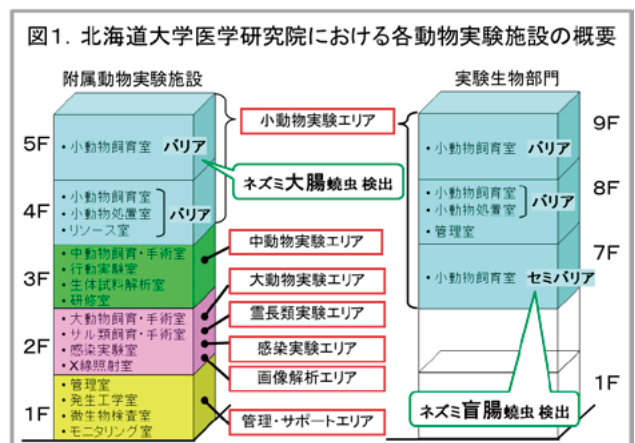 図1. 北海道大学医学研究院における各動物実験施設の概要
附属動物実験施設
5F
・小動物飼育室 バリア
4F
・小動物飼育室
・小動物処置室
・リソース室
バリア
3F
・中動物飼育・手術室
・行動実験室
・生体試料解析室
・研修室
2F
・大動物飼育・手術室
・サル類飼育・手術室
・感染実験室
・X線照射室
1F
・管理室
・発生工学室
・微生物検査室
・モニタリング室
小動物実験エリア
ネズミ大腸蟯虫 検出
中動物実験エリア
大動物実験エリア
霊長類実験エリア
感染実験エリア
画像解析エリア
管理・サポートエリア
実験生物部門
9F
・小動物飼育室 バリア
8F
・小動物飼育室
・小動物処置室
バリア
・管理室
7F
・小動物飼育室 セミバリア
1F
ネズミ盲腸蟯虫 検出